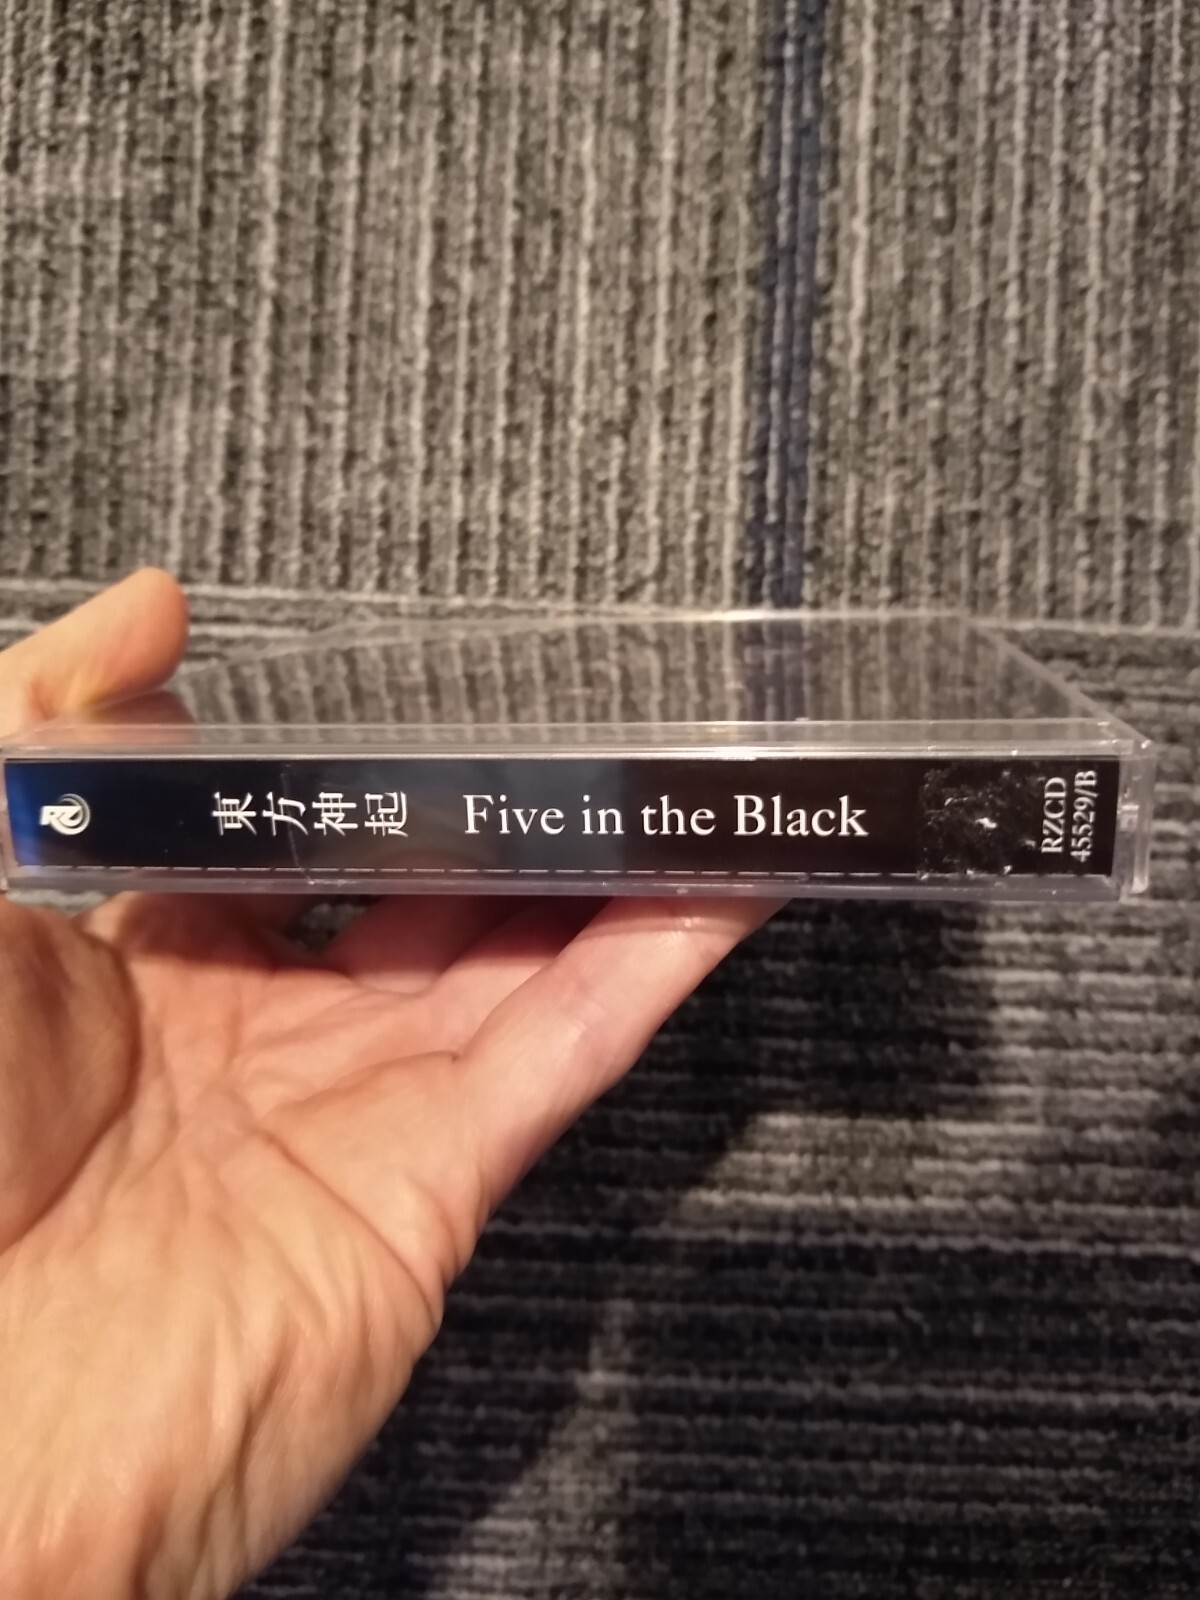 東方神起 Five in the Black
RZCD
45529/B